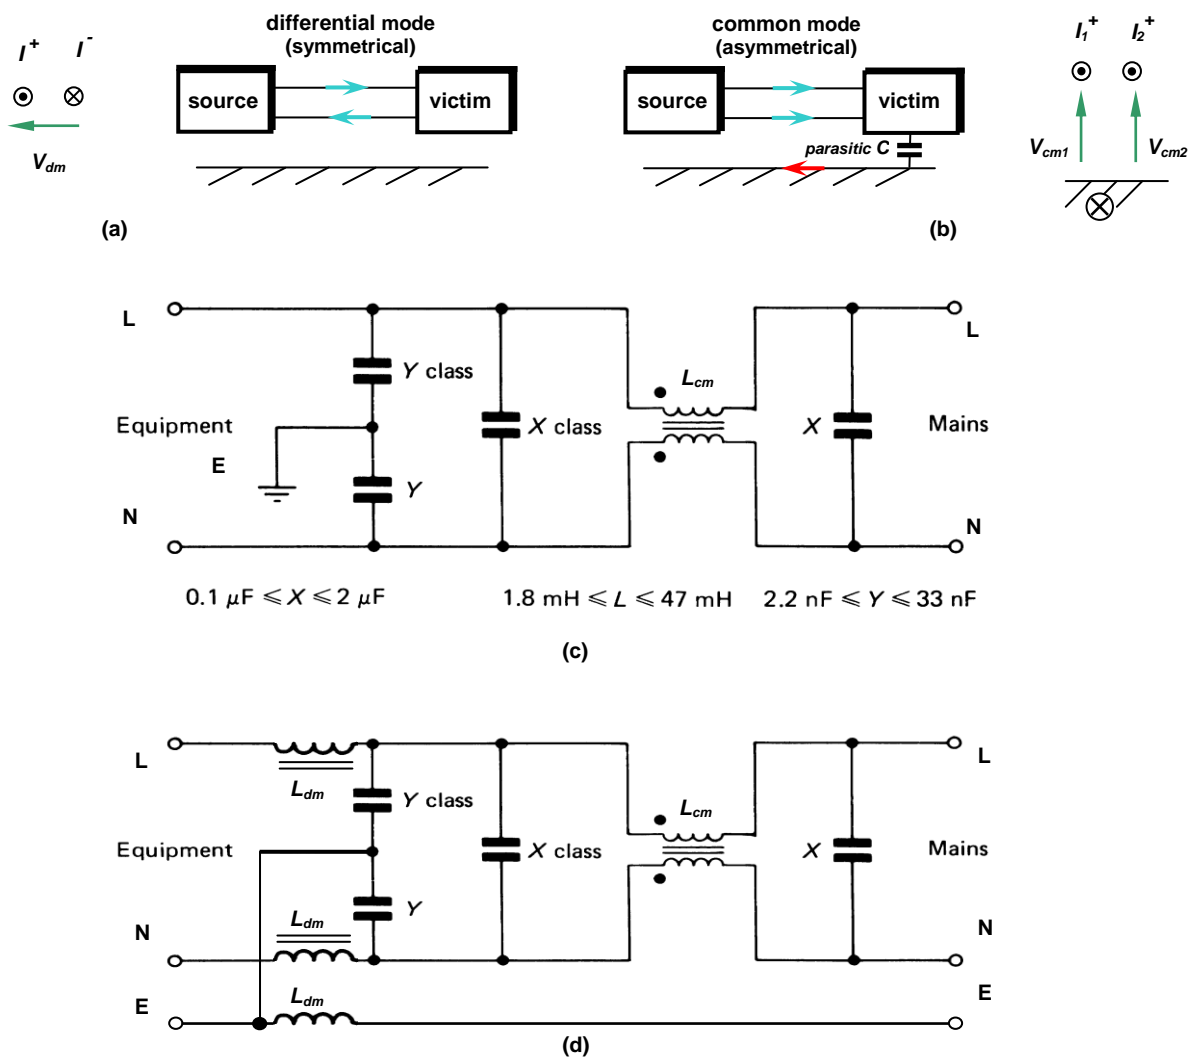 differential mode
(symmetrical)
common mode
(asymmetrical)
I+ I-
I1+ I2+
source victim
source victim
parasitic C
Vdm
Vcm1 Vcm2
(a)
(b)
L
L
Y class
Lcm
Equipment
X class
X
Mains
E
Y
N
N
0.1 μF ⩽ X ⩽ 2 μF 1.8 mH ⩽ L ⩽ 47 mH 2.2 nF ⩽ Y ⩽ 33 nF
(c)
L
L
Ldm
Y class
Lcm
Equipment
X class
X
Mains
Ldm
Y
N
N
Ldm
E
E
(d)